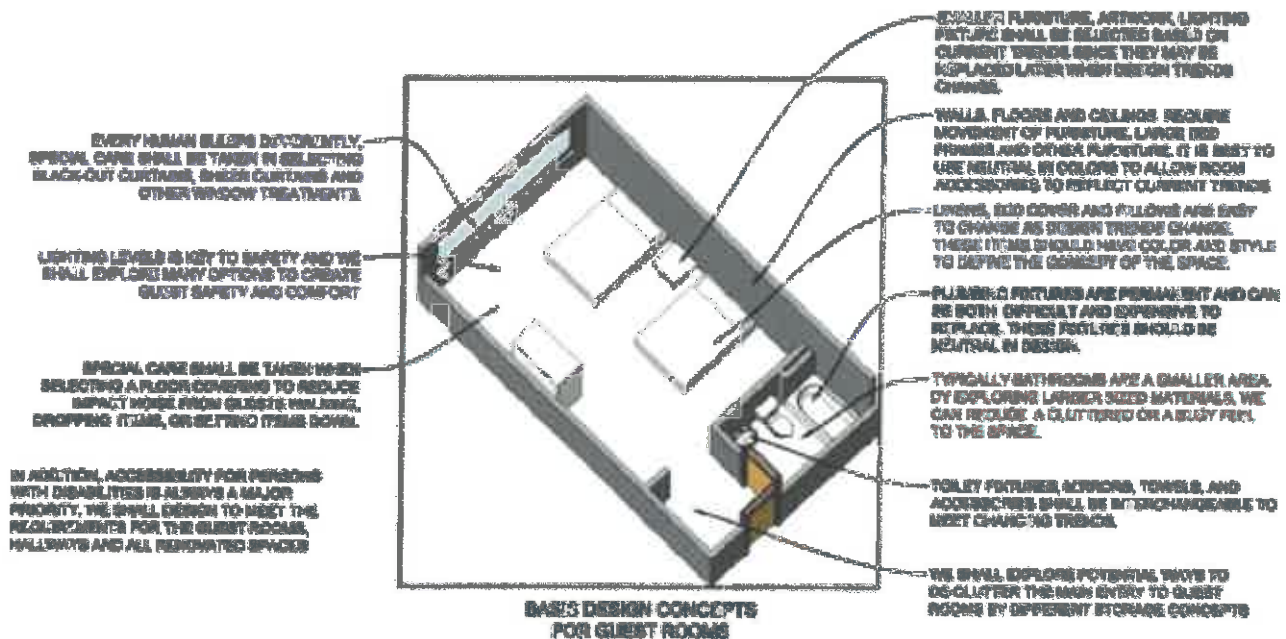 EVERY HUMAN SLEEPS DIFFERENTLY,
SPECIAL CARE SHALL BE TAKEN IN SELECTING
BLACK-OUT CURTAINS, SHEER CURTAINS AND
OTHER WINDOW TREATMENTS.
LIGHTING LEVELS IS KEY TO SAFETY AND WE
SHALL EXPLORE MANY OPTIONS TO CREATE
GUEST SAFETY AND COMFORT
SPECIAL CARE SHALL BE TAKEN WHEN
SELECTING A FLOOR COVERING TO REDUCE
IMPACT NOISE FROM GUESTS WALKING,
DROPPING ITEMS, OR SETTING ITEMS DOWN.
IN ADDITION, ACCESSIBILITY FOR PERSONS
WITH DISABILITIES IS ALWAYS A MAJOR
PRIORITY. WE SHALL DESIGN TO MEET THE
REQUIREMENTS FOR THE GUEST ROOMS,
HALLWAYS AND ALL RENOVATED SPACES
SMALLER FURNITURE, ARTWORK, LIGHTING
FIXTURE SHALL BE SELECTED BASED ON
CURRENT TRENDS SINCE THEY MAY BE
REPLACED LATER WHEN DESIGN TRENDS
CHANGE.
WALLS, FLOORS AND CEILINGS REQUIRE
MOVEMENT OF FURNITURE, LARGE BED
FRAMES AND OTHER FURNITURE. IT IS BEST TO
USE NEUTRAL IN COLORS TO ALLOW ROOM
ACCESSORIES TO REFLECT CURRENT TRENDS
LINENS, BED COVER AND PILLOWS ARE EASY
TO CHANGE AS DESIGN TRENDS CHANGE.
THESE ITEMS SHOULD HAVE COLOR AND STYLE
TO DEFINE THE CONCEPT OF THE SPACE.
PLUMBING FIXTURES ARE PERMANENT AND CAN
BE BOTH DIFFICULT AND EXPENSIVE TO
REPLACE. THESE FIXTURES SHOULD BE
NEUTRAL IN DESIGN.
TYPICALLY BATHROOMS ARE A SMALLER AREA.
BY EXPLORING LARGER SIZED MATERIALS, WE
CAN REDUCE A CLUTTERED OR A BUSY FEEL
TO THE SPACE.
TOILET FIXTURES, MIRRORS, TOWELS, AND
ACCESSORIES SHALL BE INTERCHANGEABLE TO
MEET CHANGING TRENDS.
WE SHALL EXPLORE POTENTIAL WAYS TO
DE-CLUTTER THE MAIN ENTRY TO GUEST
ROOMS BY DIFFERENT STORAGE CONCEPTS
BASIS DESIGN CONCEPTS
FOR GUEST ROOMS